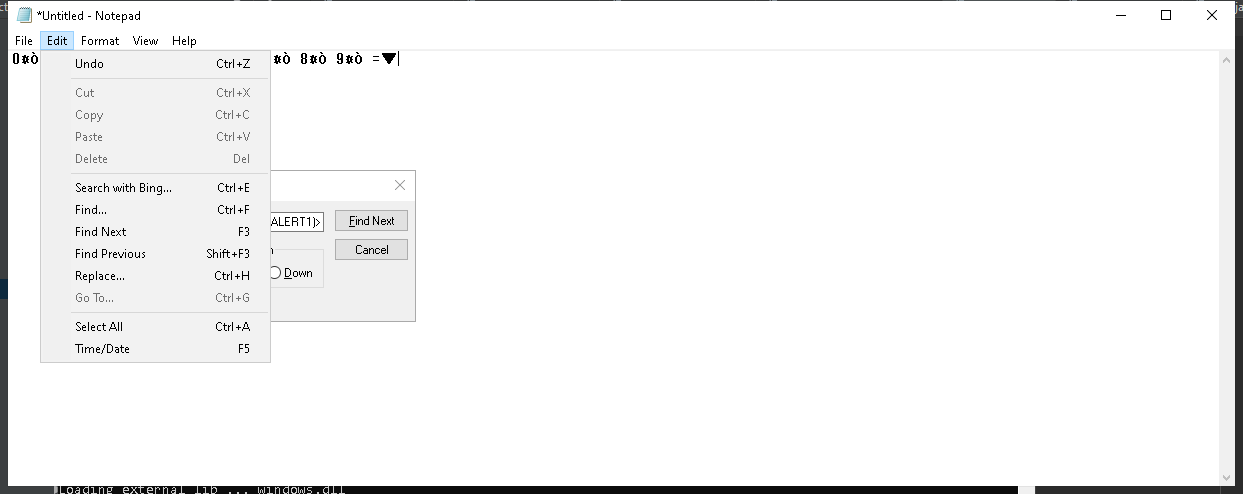 *Untitled - Notepad
File Edit Format View Help
0¤ò ¤ò 8¤ò 9¤ò =▼
Undo Ctrl+Z
Cut Ctrl+X
Copy Ctrl+C
Paste Ctrl+V
Delete Del
Search with Bing... Ctrl+E
Find... Ctrl+F
Find Next F3
Find Previous Shift+F3
Replace... Ctrl+H
Go To... Ctrl+G
Select All Ctrl+A
Time/Date F5
ALERT1)> Find Next
Cancel
Down
Loading external lib ... windows.dll